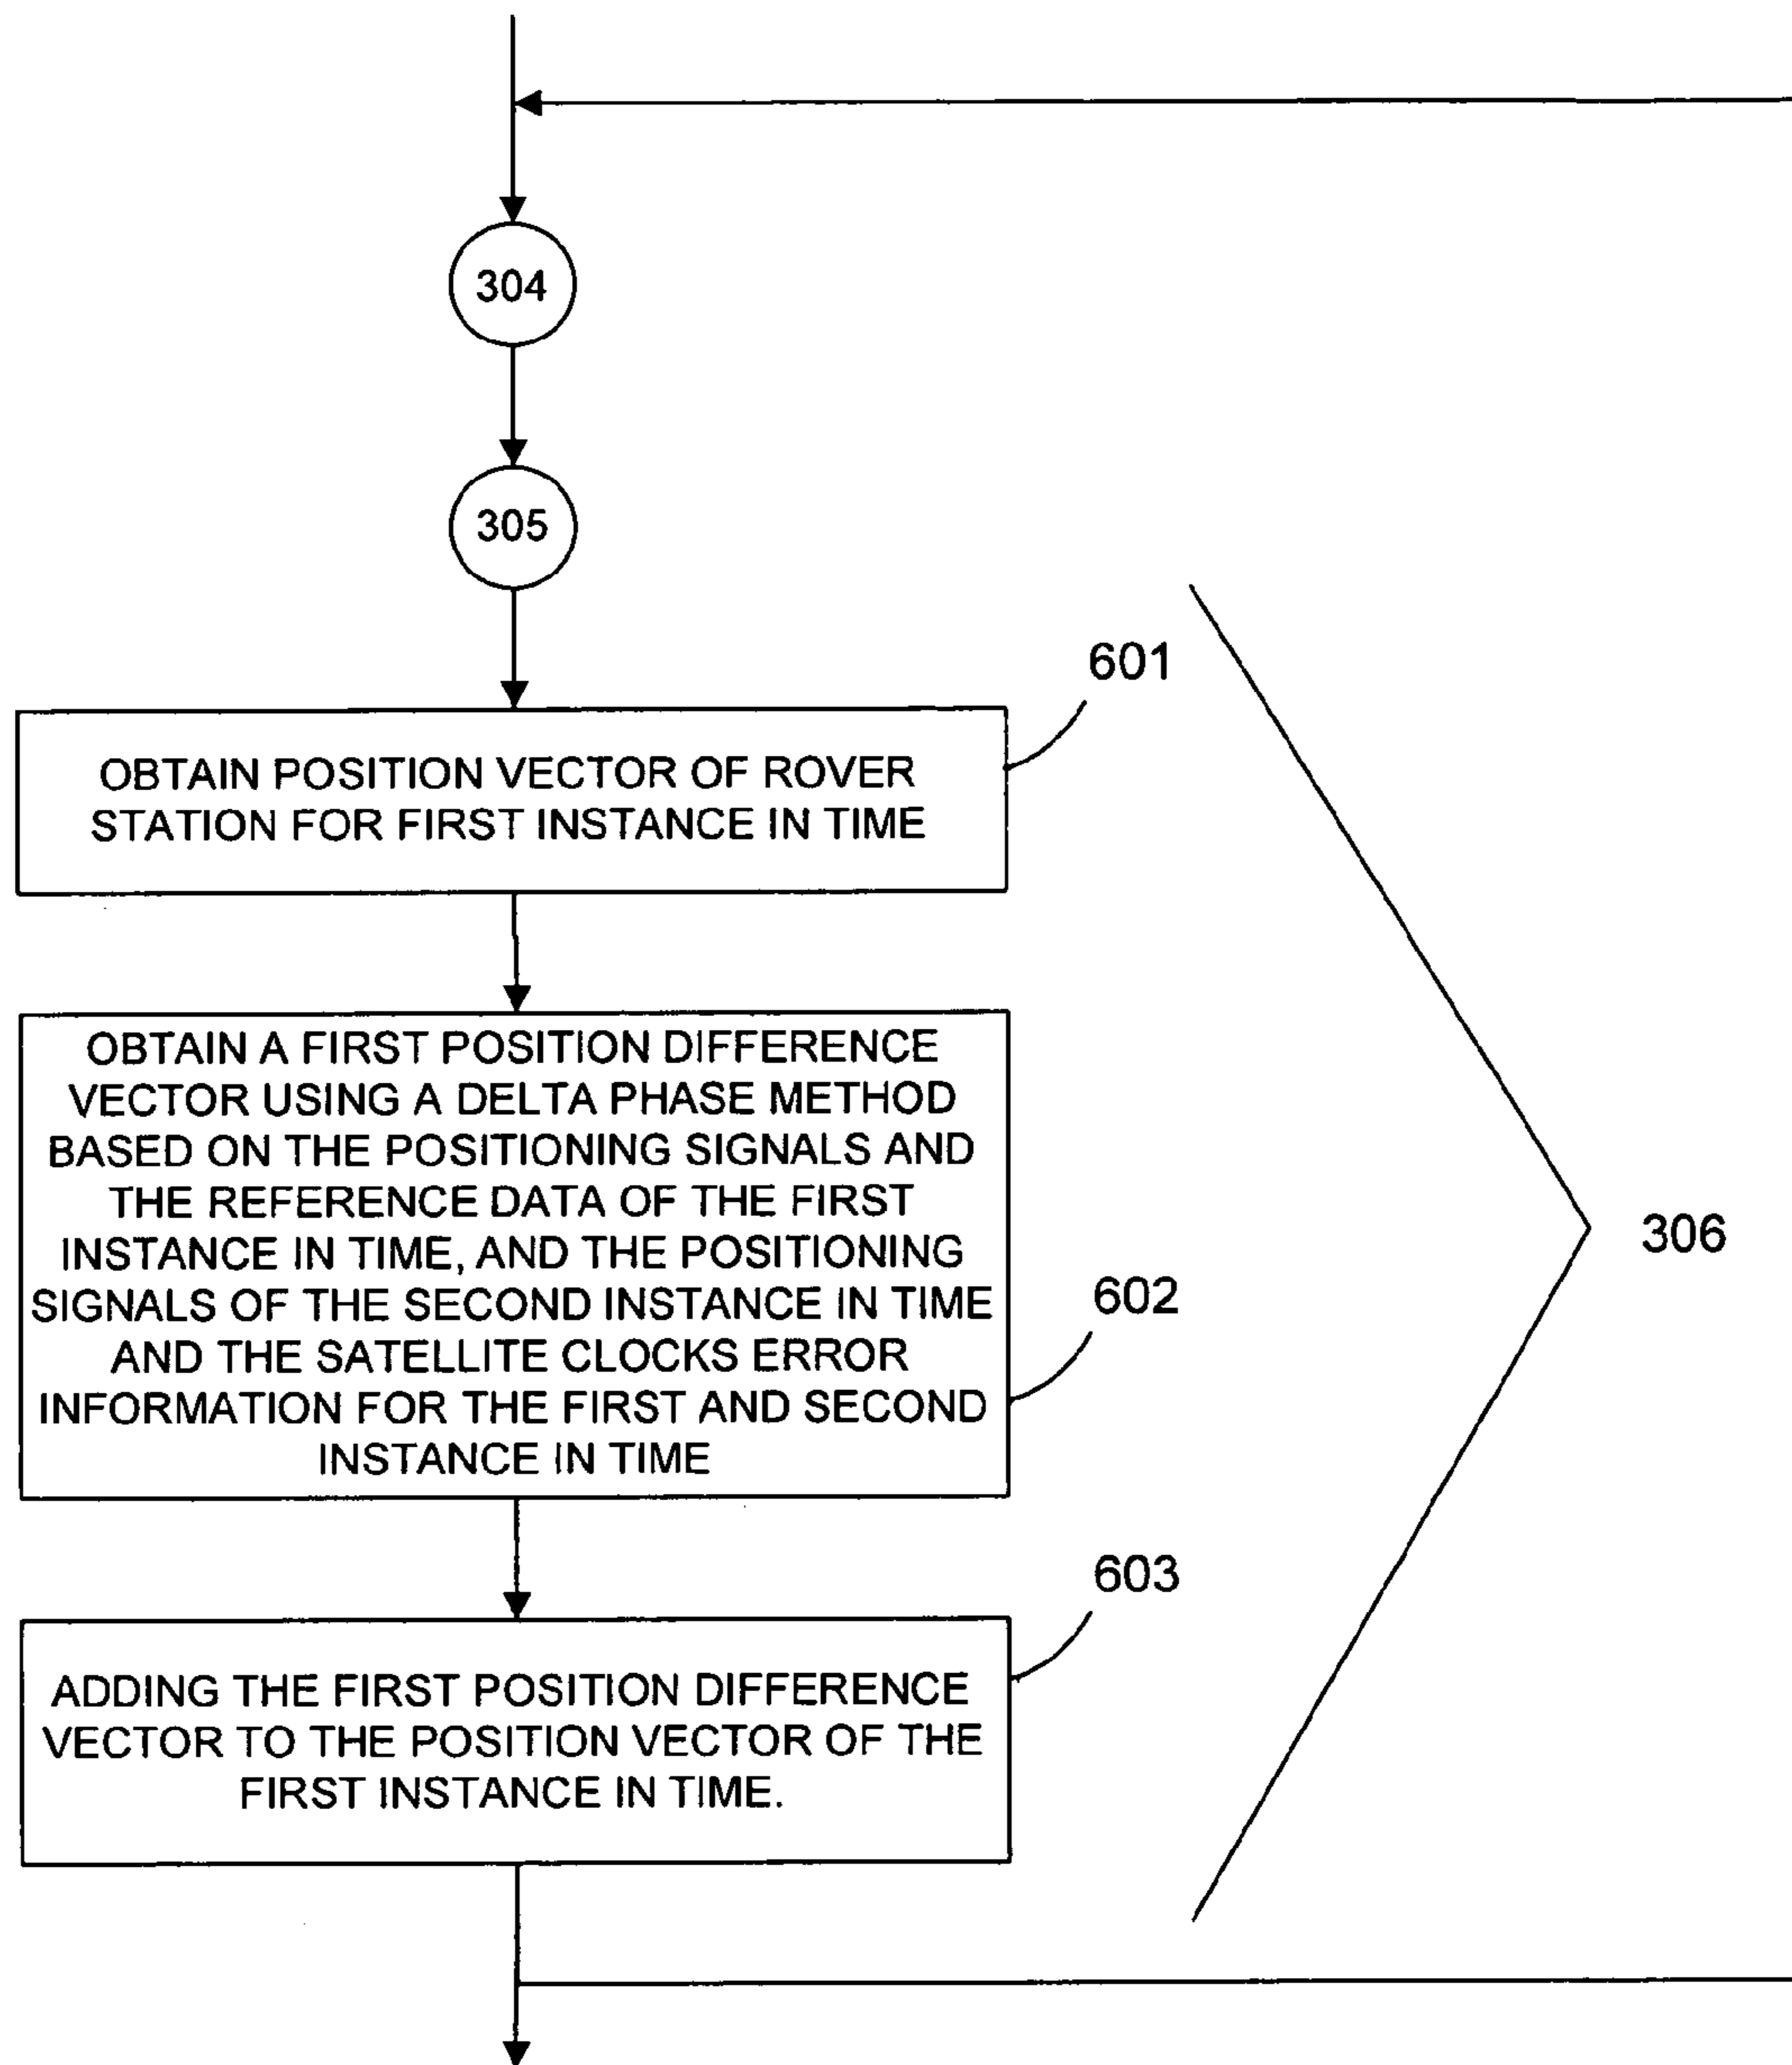 304
305
601
OBTAIN POSITION VECTOR OF ROVER
STATION FOR FIRST INSTANCE IN TIME
OBTAIN A FIRST POSITION DIFFERENCE
VECTOR USING A DELTA PHASE METHOD
BASED ON THE POSITIONING SIGNALS AND
THE REFERENCE DATA OF THE FIRST
INSTANCE IN TIME, AND THE POSITIONING
SIGNALS OF THE SECOND INSTANCE IN TIME
AND THE SATELLITE CLOCKS ERROR
INFORMATION FOR THE FIRST AND SECOND
INSTANCE IN TIME
306
602
603
ADDING THE FIRST POSITION DIFFERENCE
VECTOR TO THE POSITION VECTOR OF THE
FIRST INSTANCE IN TIME.